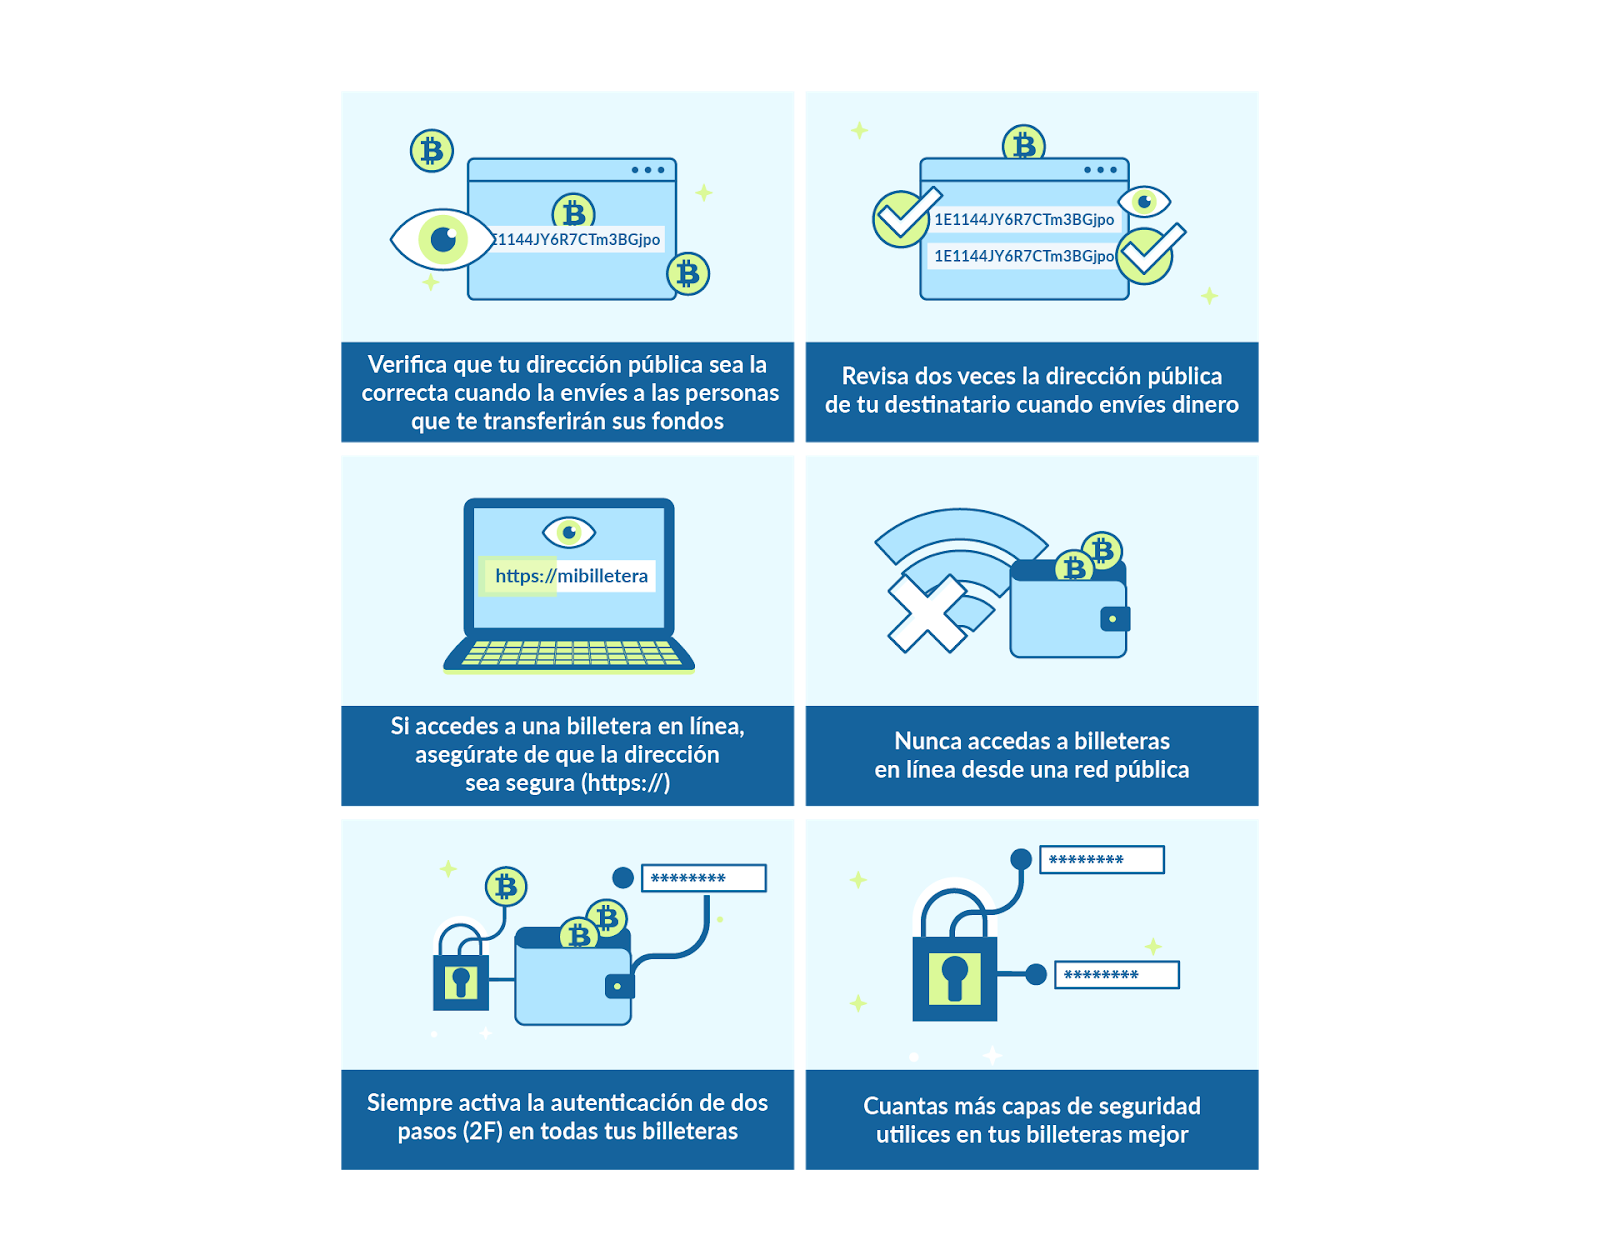 E1144JY6R7CTm3BGjpo
Verifica que tu dirección pública sea la
correcta cuando la envíes a las personas
que te transferirán sus fondos
1E1144JY6R7CTm3BGjpo
1E1144JY6R7CTm3BGjpo
Revisa dos veces la dirección pública
de tu destinatario cuando envíes dinero
https://mibilletera
Si accedes a una billetera en línea,
asegúrate de que la dirección
sea segura (https://)
Nunca accedas a billeteras
en línea desde una red pública
********
Siempre activa la autenticación de dos
pasos (2F) en todas tus billeteras
********
********
Cuantas más capas de seguridad
utilices en tus billeteras mejor